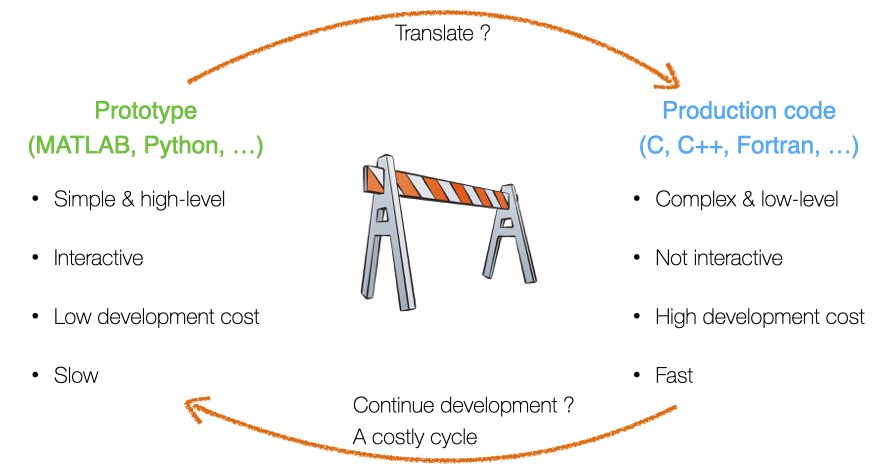 Translate ?
Prototype
(MATLAB, Python, …)
• Simple & high-level
• Interactive
• Low development cost
• Slow
Production code
(C, C++, Fortran, …)
• Complex & low-level
• Not interactive
• High development cost
• Fast
Continue development ?
A costly cycle